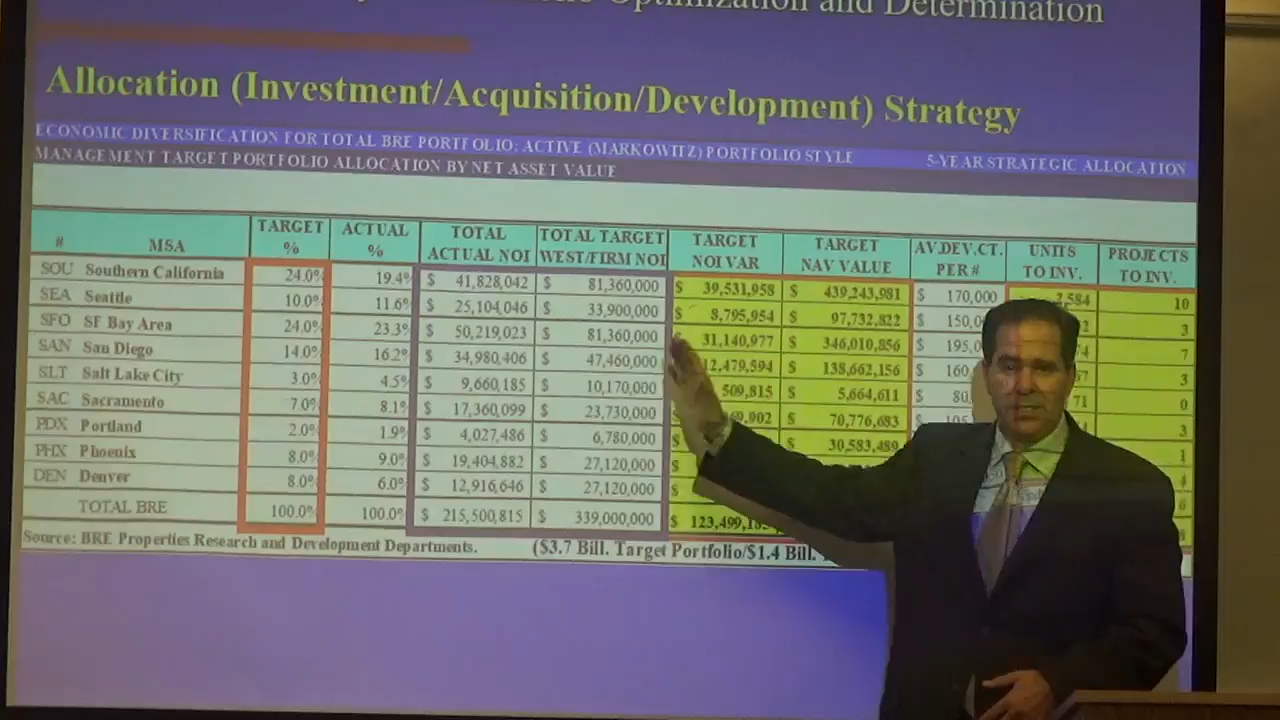 Optimization and Determination
Allocation (Investment/Acquisition/Development) Strategy
ECONOMIC DIVERSIFICATION FOR TOTAL BRE PORTFOLIO: ACTIVE (MARKOWITZ) PORTFOLIO STYLE 5-YEAR STRATEGIC ALLOCATION
MANAGEMENT TARGET PORTFOLIO ALLOCATION BY NET ASSET VALUE
# MSA TARGET % ACTUAL % TOTAL ACTUAL NOI TOTAL TARGET WEST/FIRM NOI TARGET NOI VAR TARGET NAV VALUE AV.DEV.CT. PER # UNITS TO INV. PROJECTS TO INV.
SOU Southern California 24.0% 19.4% $ 41,828,042 $ 81,360,000 $ 39,531,958 $ 439,243,981 $ 170,000 2,584 10
SEA Seattle 10.0% 11.6% $ 25,104,046 $ 33,900,000 $ 8,795,954 $ 97,732,822 $ 3
SFO SF Bay Area 24.0% 23.3% $ 50,219,023 $ 81,360,000 $ 31,140,977 $ 346,010,856 $ 7
SAN San Diego 14.0% 16.2% $ 34,980,406 $ 47,460,000 12,479,594 $ 138,662,156 $ 3
SLT Salt Lake City 3.0% 4.5% $ 9,660,185 $ 10,170,000 509,815 $ 5,664,611 $ 71 0
SAC Sacramento 7.0% 8.1% $ 17,360,099 $ 23,730,000 $ 70,776,683 $ 3
PDX Portland 2.0% 1.9% $ 4,027,486 $ 6,780,000 $ $ 30,583,489 1
PHX Phoenix 8.0% 9.0% $ 19,404,882 $ 27,120,000 $ 4
DEN Denver 8.0% 6.0% $ 12,916,646 $ 27,120,000 $ 6
TOTAL BRE 100.0% 100.0% $ 215,500,815 $ 339,000,000 $
Source: BRE Properties Research and Development Departments. ($3.7 Bill. Target Portfolio/$1.4 Bill.